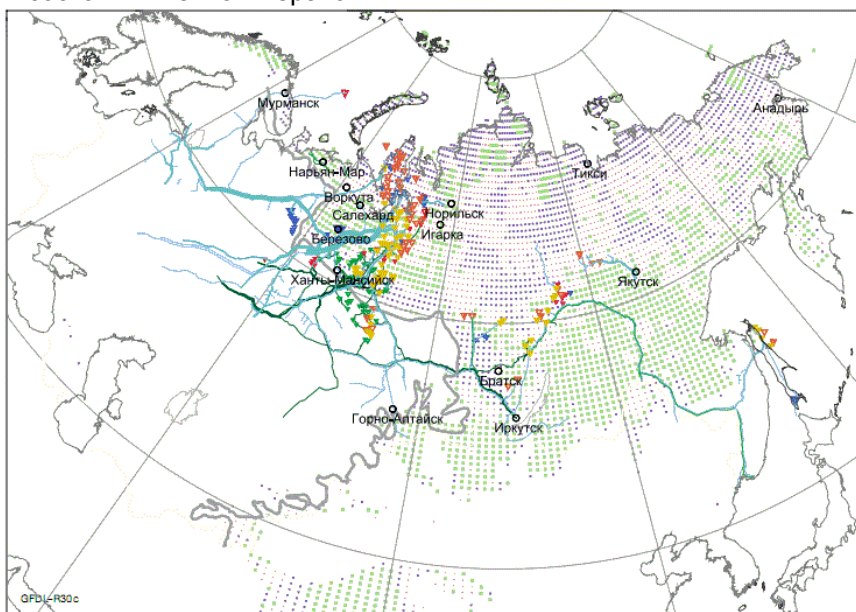 Мурманск
Анадырь
Нарьян-Мар
Тикси
Воркута
Салехард
Норильск
Игарка
Березово
Якутск
Ханты-Мансийск
Братск
Горно-Алтайск
Иркутск
GFDL-R30c